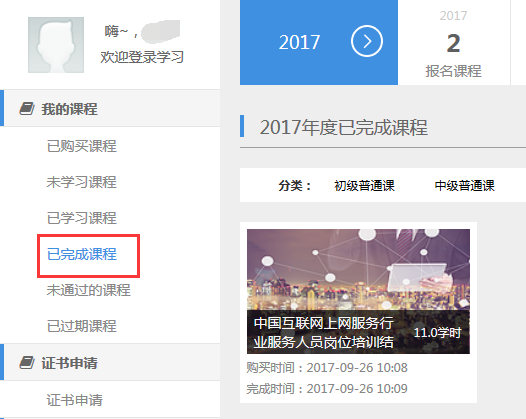 嗨~，
欢迎登录学习
我的课程
已购买课程
未学习课程
已学习课程
已完成课程
未通过的课程
已过期课程
证书申请
证书申请
2017
2017
2
报名课程
2017年度已完成课程
分类： 初级普通课 中级普通课
中国互联网上网服务行
业服务人员岗位培训结
11.0学时
购买时间：2017-09-26 10:08
完成时间：2017-09-26 10:09